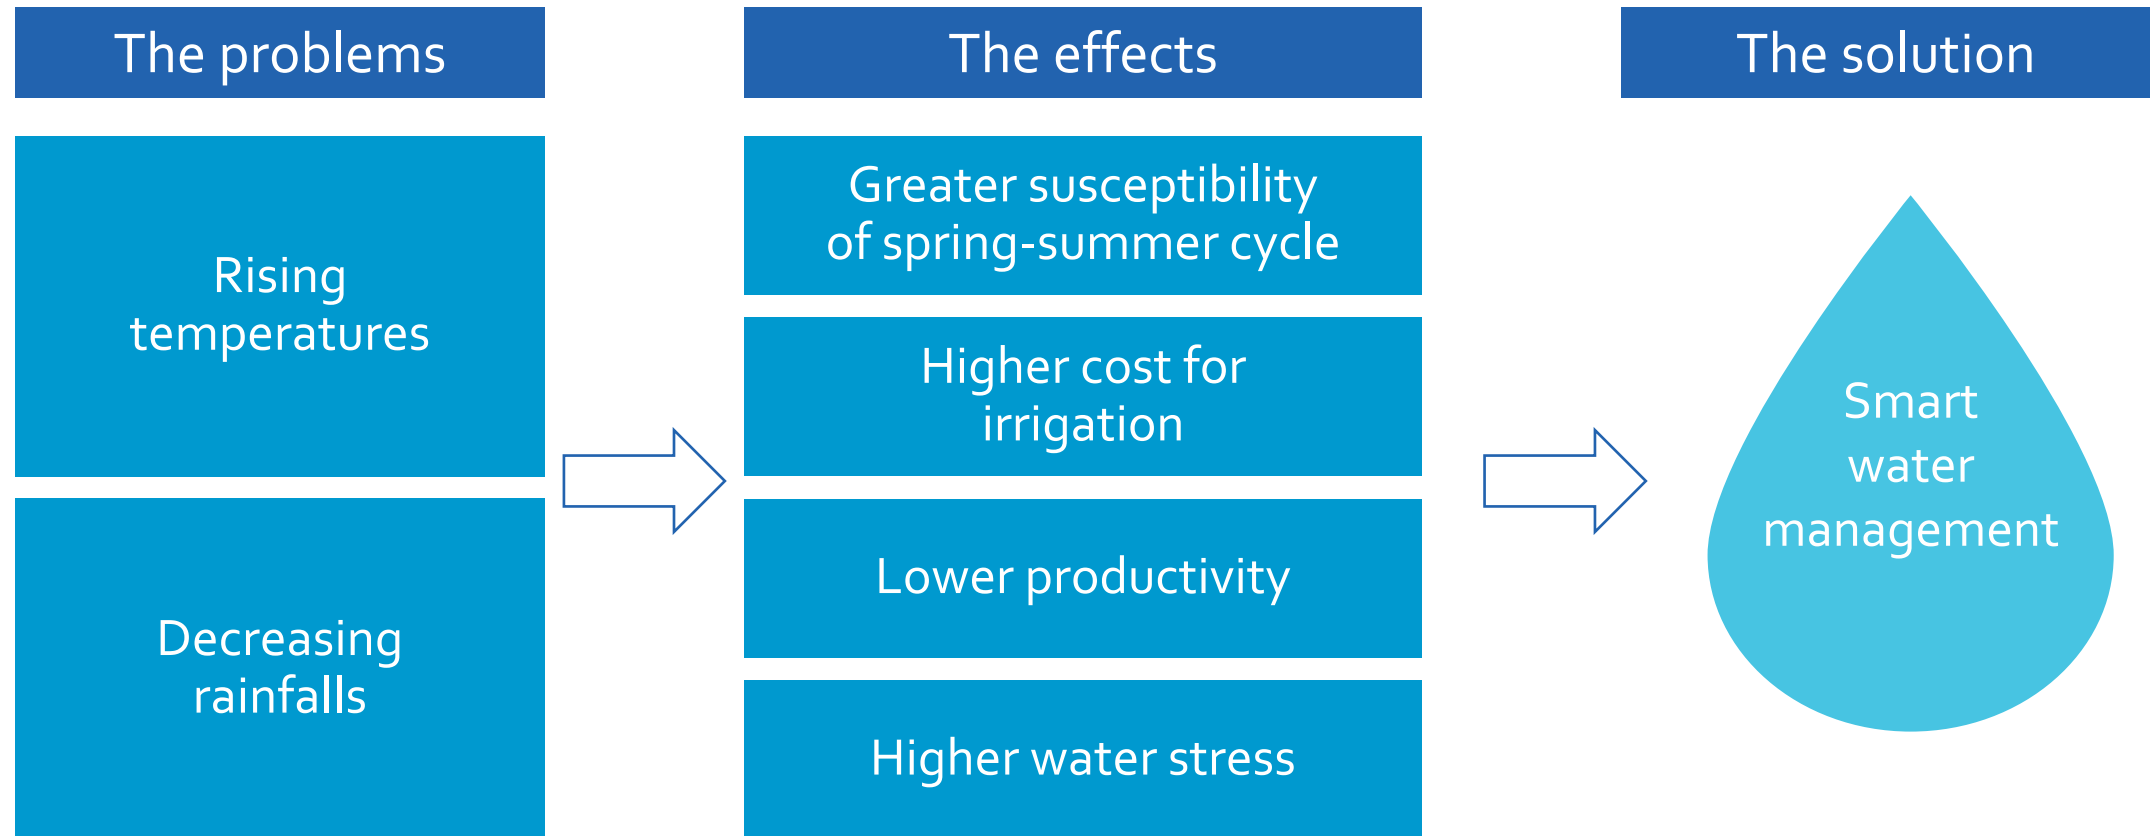 The problems
Rising
temperatures
Decreasing
rainfalls
The effects
Greater susceptibility
of spring-summer cycle
Higher cost for
irrigation
Lower productivity
Higher water stress
The solution
Smart
water
management